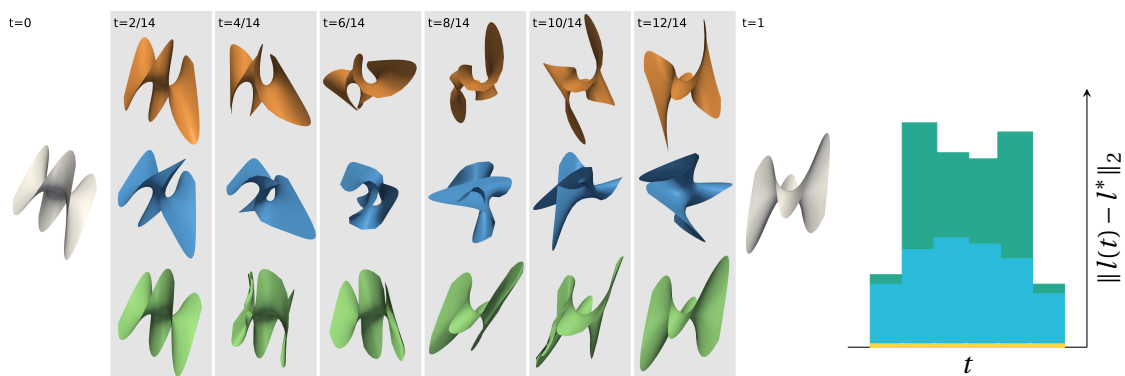 t=0
t=2/14
t=4/14
t=6/14
t=8/14
t=10/14
t=12/14
t=1
‖l(t) − l*‖₂
t